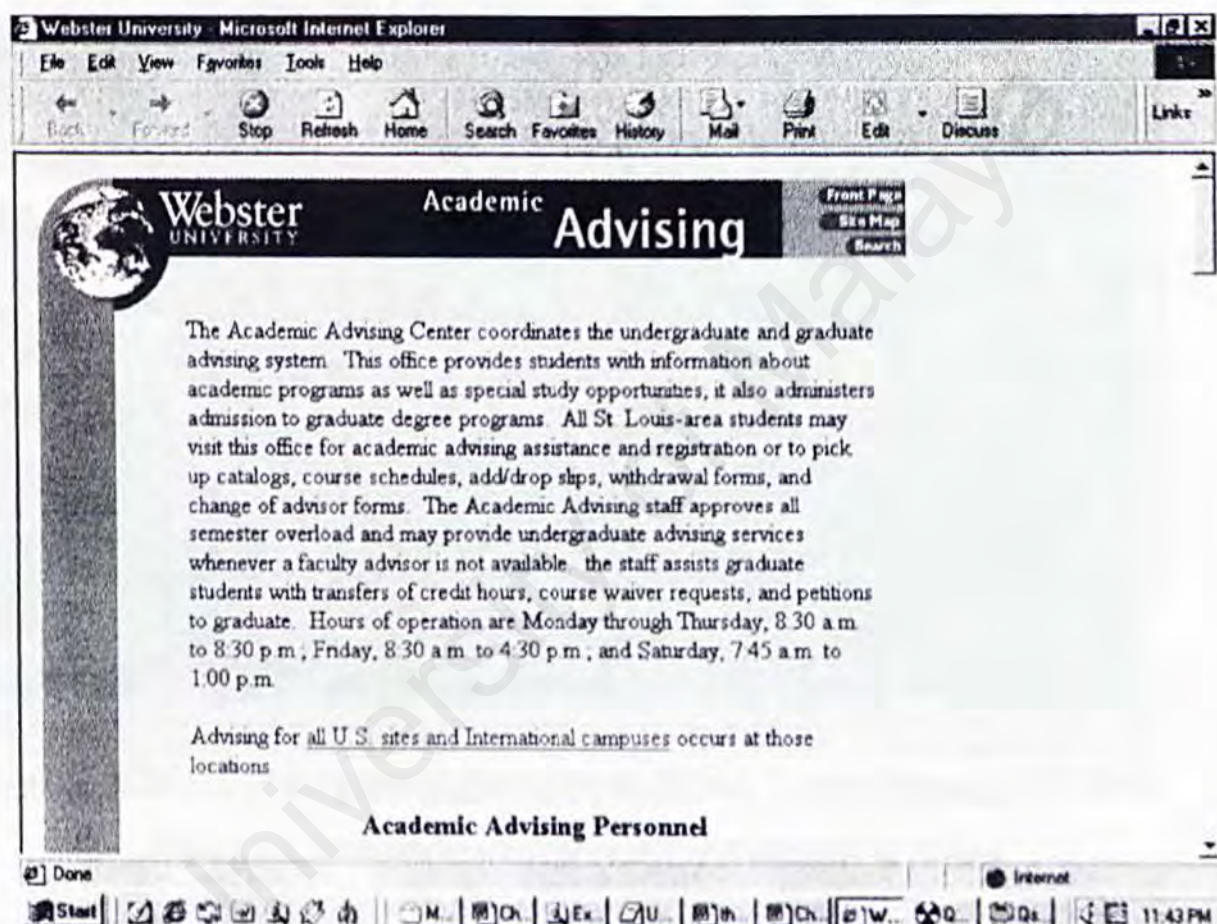 Webster University - Microsoft Internet Explorer
File Edit View Favorites Tools Help
Back Forward Stop Refresh Home Search Favorites History Mail Print Edit Discuss Links »
Webster UNIVERSITY
Academic Advising
Front Page
Site Map
Search
The Academic Advising Center coordinates the undergraduate and graduate
advising system. This office provides students with information about
academic programs as well as special study opportunities, it also administers
admission to graduate degree programs. All St. Louis-area students may
visit this office for academic advising assistance and registration or to pick
up catalogs, course schedules, add/drop slips, withdrawal forms, and
change of advisor forms. The Academic Advising staff approves all
semester overload and may provide undergraduate advising services
whenever a faculty advisor is not available. the staff assists graduate
students with transfers of credit hours, course waiver requests, and petitions
to graduate. Hours of operation are Monday through Thursday, 8:30 a.m.
to 8:30 p.m.; Friday, 8:30 a.m. to 4:30 p.m.; and Saturday, 7:45 a.m. to
1:00 p.m.
Advising for all U.S. sites and International campuses occurs at those
locations
Academic Advising Personnel
Done Internet
Start M... Ch... Ex... U... th... Ch... W... Q... Qs... 11:43 PM
University of Malaya